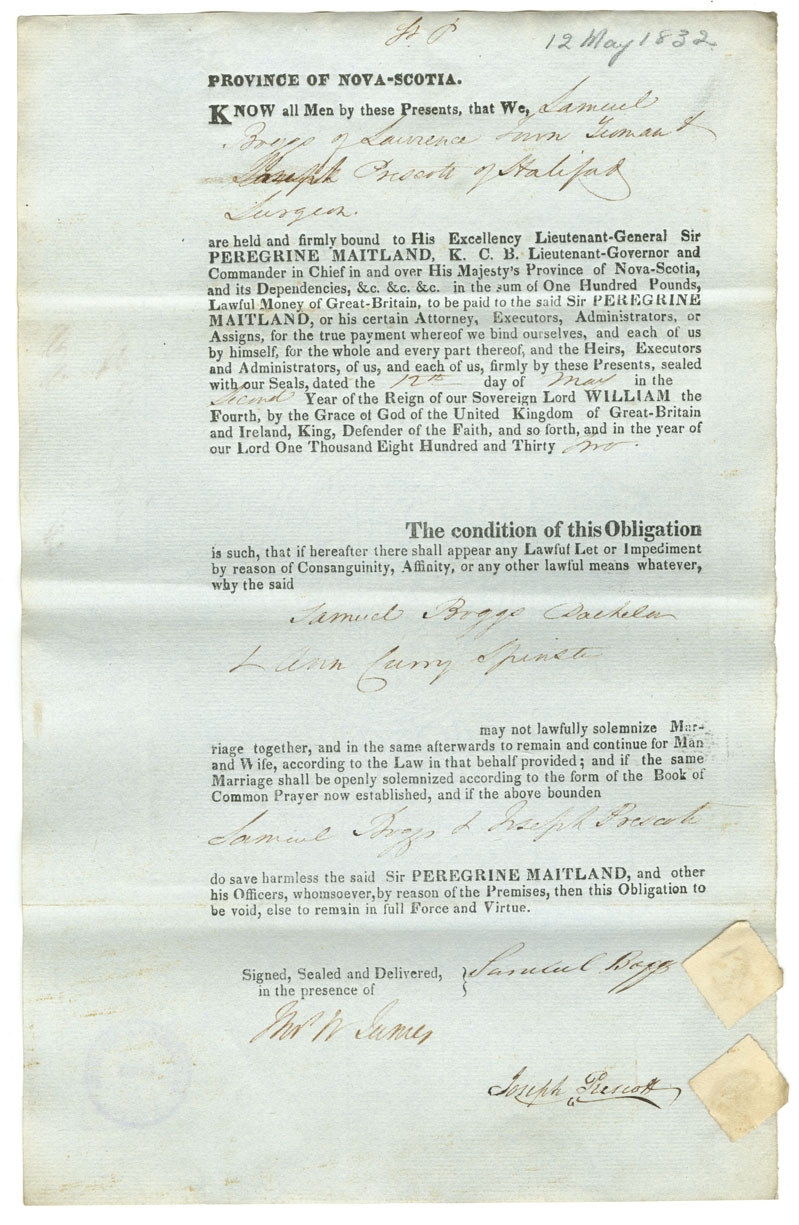 St. P
12 May 1832
PROVINCE OF NOVA-SCOTIA.
KNOW all Men by these Presents, that We, Samuel
Boggs of Lawrence Town Yeoman &
Joseph Prescott of Halifax
Surgeon.
are held and firmly bound to His Excellency Lieutenant-General Sir
PEREGRINE MAITLAND, K. C. B. Lieutenant-Governor and
Commander in Chief in and over His Majesty's Province of Nova-Scotia,
and its Dependencies, &c. &c. &c. in the sum of One Hundred Pounds,
Lawful Money of Great-Britain, to be paid to the said Sir PEREGRINE
MAITLAND, or his certain Attorney, Executors, Administrators, or
Assigns, for the true payment whereof we bind ourselves, and each of us
by himself, for the whole and every part thereof, and the Heirs, Executors
and Administrators, of us, and each of us, firmly by these Presents, sealed
with our Seals, dated the 12th day of May in the
Second Year of the Reign of our Sovereign Lord WILLIAM the
Fourth, by the Grace of God of the United Kingdom of Great-Britain
and Ireland, King, Defender of the Faith, and so forth, and in the year of
our Lord One Thousand Eight Hundred and Thirty two.
The condition of this Obligation
is such, that if hereafter there shall appear any Lawful Let or Impediment
by reason of Consanguinity, Affinity, or any other lawful means whatever,
why the said
Samuel Boggs Bachelor
& Ann Curry Spinster
may not lawfully solemnize Mar-
riage together, and in the same afterwards to remain and continue for Man
and Wife, according to the Law in that behalf provided; and if the same
Marriage shall be openly solemnized according to the form of the Book of
Common Prayer now established, and if the above bounden
Samuel Boggs & Joseph Prescott
do save harmless the said Sir PEREGRINE MAITLAND, and other
his Officers, whomsoever, by reason of the Premises, then this Obligation to
be void, else to remain in full Force and Virtue.
Signed, Sealed and Delivered, } Samuel Boggs
in the presence of
Thos W James
Joseph Prescott